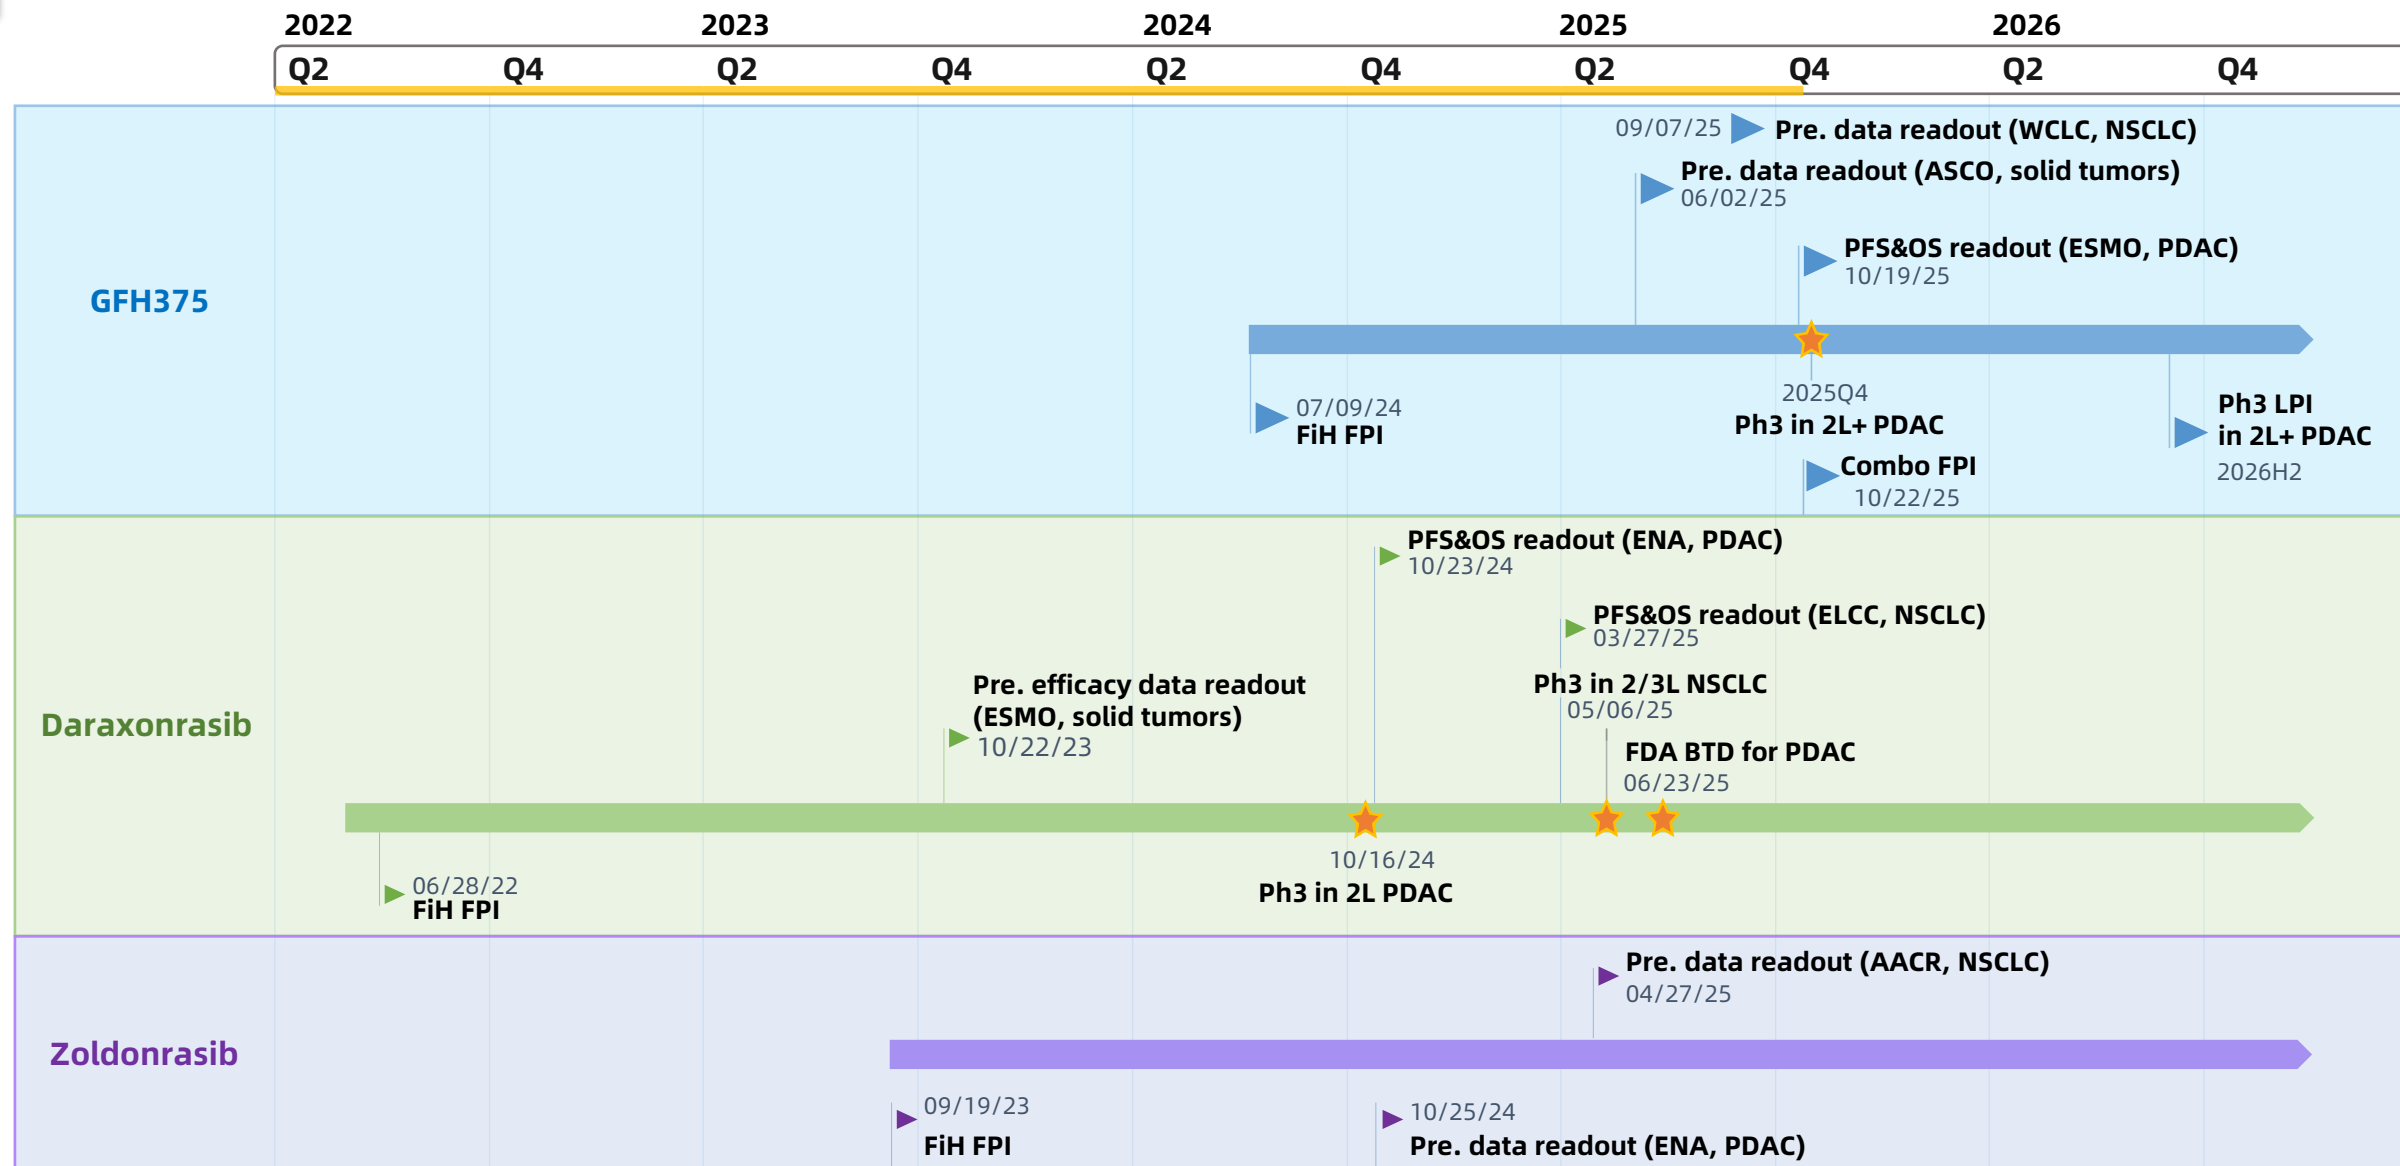 2022 2023 2024 2025 2026
Q2 Q4 Q2 Q4 Q2 Q4 Q2 Q4 Q2 Q4
GFH375
09/07/25 Pre. data readout (WCLC, NSCLC)
Pre. data readout (ASCO, solid tumors)
06/02/25
PFS&OS readout (ESMO, PDAC)
10/19/25
07/09/24
FiH FPI
2025Q4
Ph3 in 2L+ PDAC
Combo FPI
10/22/25
Ph3 LPI
in 2L+ PDAC
2026H2
Daraxonrasib
PFS&OS readout (ENA, PDAC)
10/23/24
PFS&OS readout (ELCC, NSCLC)
03/27/25
Pre. efficacy data readout
(ESMO, solid tumors)
10/22/23
Ph3 in 2/3L NSCLC
05/06/25
FDA BTD for PDAC
06/23/25
06/28/22
FiH FPI
10/16/24
Ph3 in 2L PDAC
Zoldonrasib
Pre. data readout (AACR, NSCLC)
04/27/25
09/19/23
FiH FPI
10/25/24
Pre. data readout (ENA, PDAC)